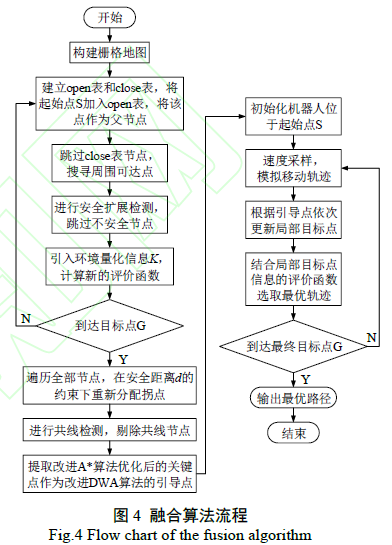 开始
构建栅格地图
建立open表和close表，将
起始点S加入open表，将该
点作为父节点
跳过close表节点，
搜寻周围可达点
进行安全扩展检测，
跳过不安全节点
引入环境量化信息K，
计算新的评价函数
N
到达目标点G
Y
遍历全部节点，在安全距离d的
约束下重新分配拐点
进行共线检测，剔除共线节点
提取改进A*算法优化后的关键
点作为改进DWA算法的引导点
初始化机器人位
于起始点S
速度采样，
模拟移动轨迹
根据引导点依次
更新局部目标点
结合局部目标点
信息的评价函数
选取最优轨迹
N
到达最终目标点G
Y
输出最优路径
结束
图 4 融合算法流程
Fig.4 Flow chart of the fusion algorithm